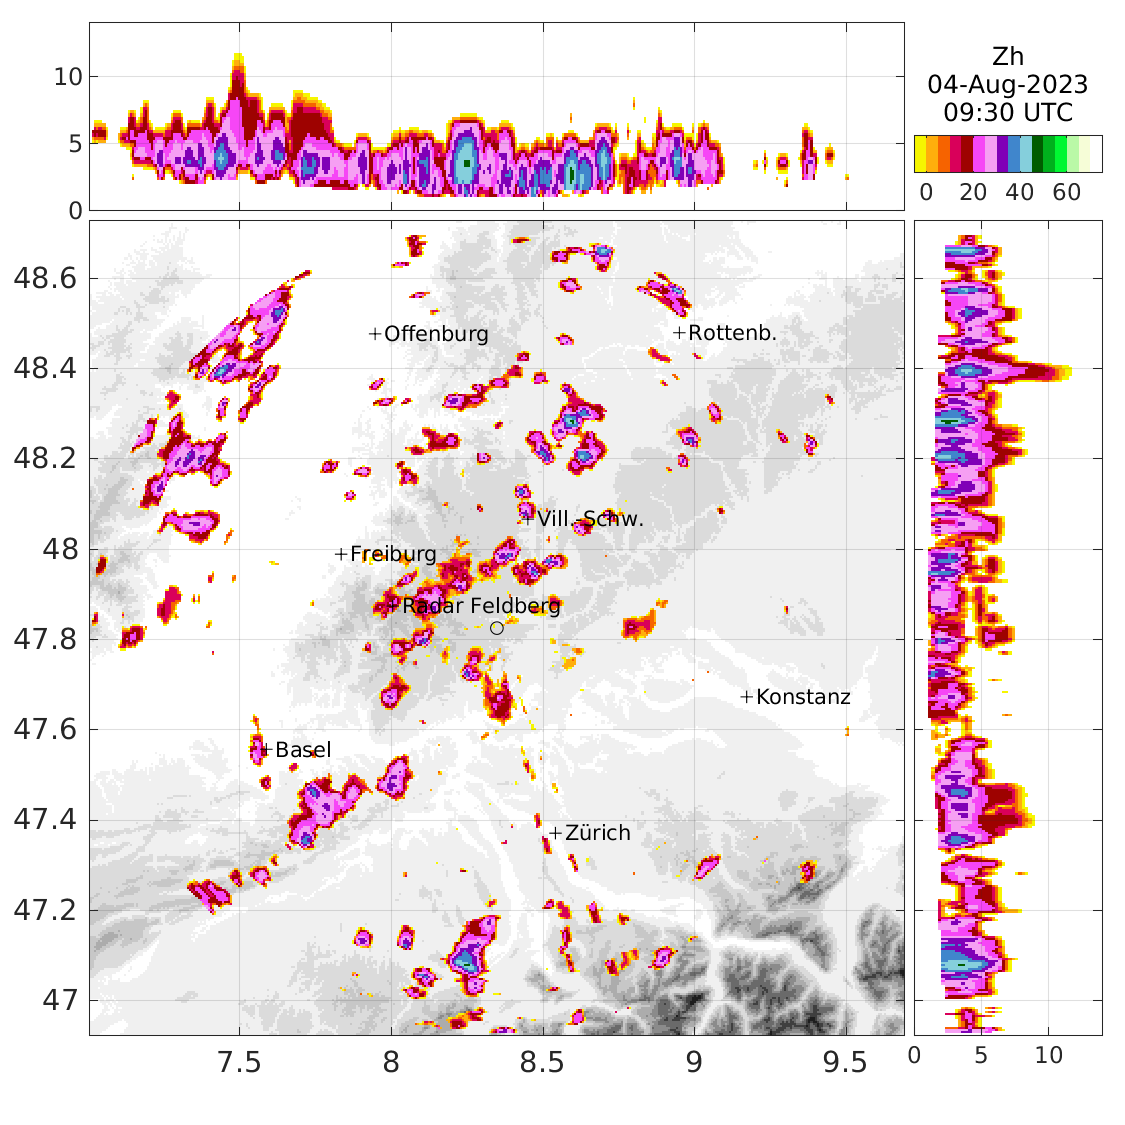 10
5
0
Zh
04-Aug-2023
09:30 UTC
0 20 40 60
48.6
48.4
48.2
48
47.8
47.6
47.4
47.2
47
+Offenburg
+Rottenb.
+Vill.-Schw.
+Freiburg
+Radar Feldberg
+Konstanz
+Basel
+Zürich
7.5 8 8.5 9 9.5
0 5 10